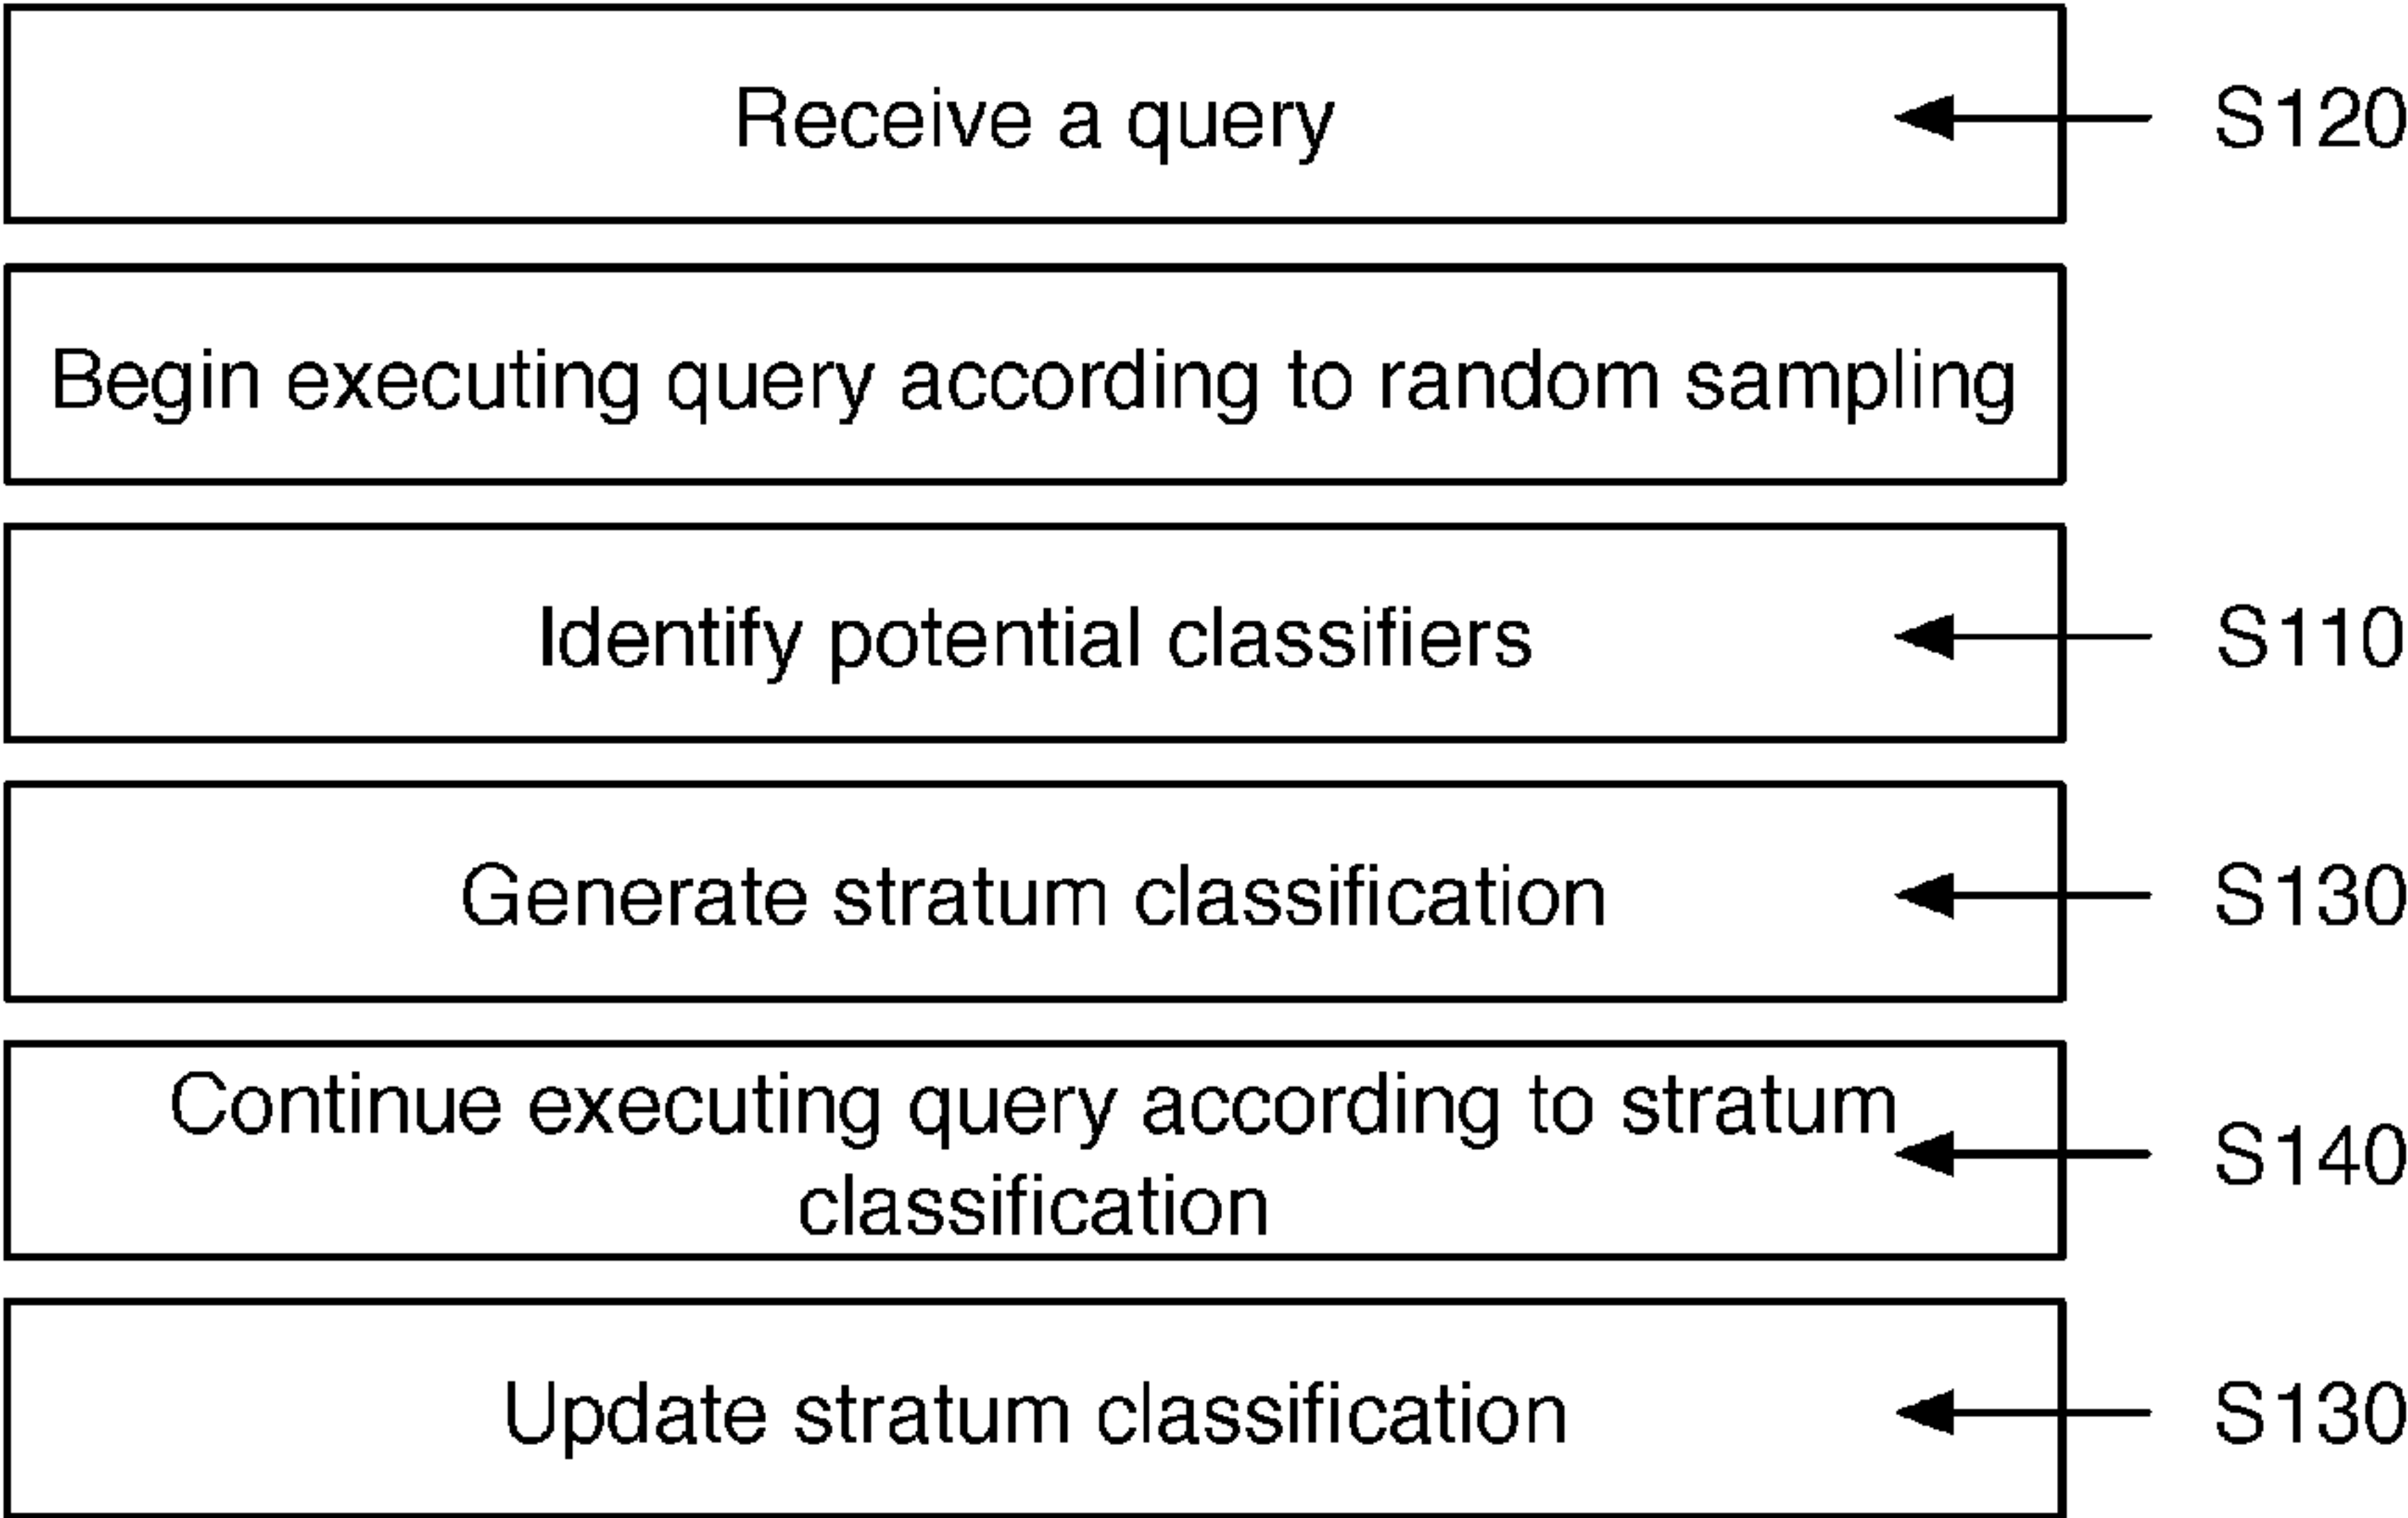 Receive a query
S120
Begin executing query according to random sampling
Identify potential classifiers
S110
Generate stratum classification
S130
Continue executing query according to stratum
classification
S140
Update stratum classification
S130